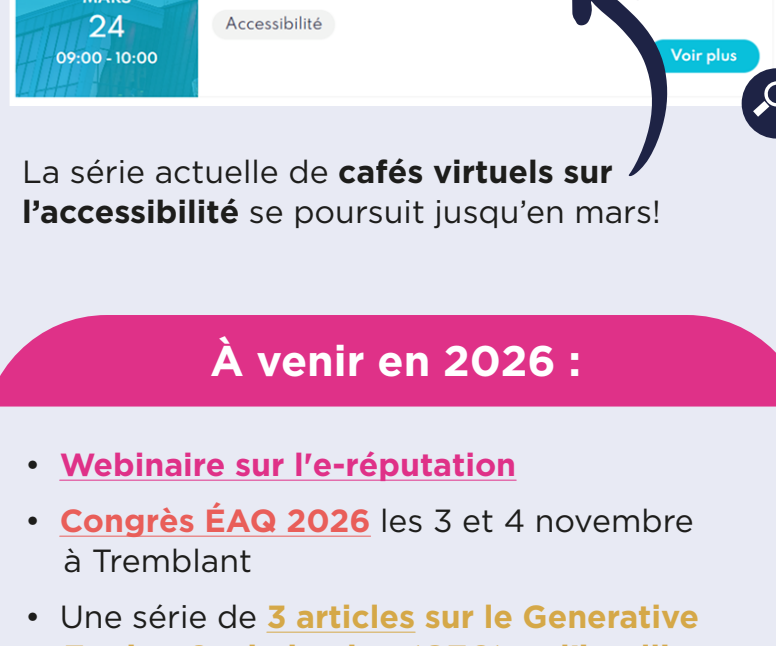 MARS
24
09:00 - 10:00
Accessibilité
Voir plus
La série actuelle de cafés virtuels sur
l’accessibilité se poursuit jusqu’en mars!
À venir en 2026 :
• Webinaire sur l'e-réputation
• Congrès ÉAQ 2026 les 3 et 4 novembre
à Tremblant
• Une série de 3 articles sur le Generative